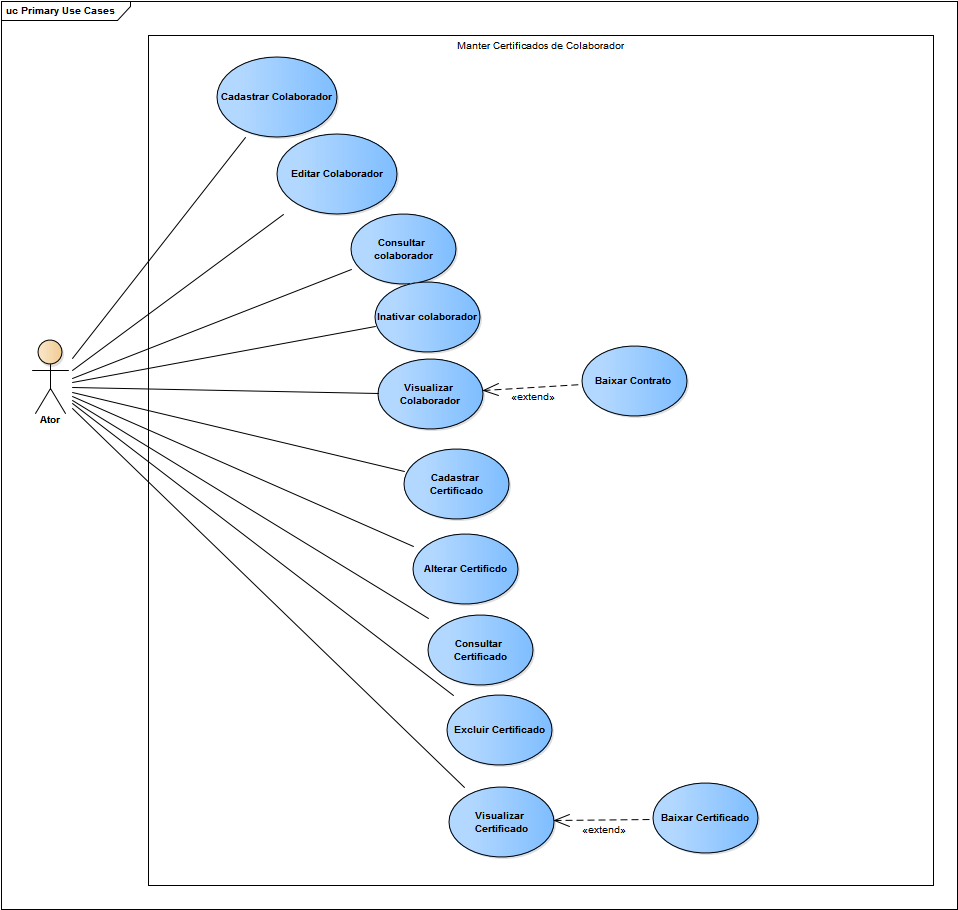 uc Primary Use Cases
Manter Certificados de Colaborador
Cadastrar Colaborador
Editar Colaborador
Consultar
colaborador
Inativar colaborador
Visualizar
Colaborador
«extend»
Baixar Contrato
Ator
Cadastrar
Certificado
Alterar Certificdo
Consultar
Certificado
Excluir Certificado
Visualizar
Certificado
«extend»
Baixar Certificado